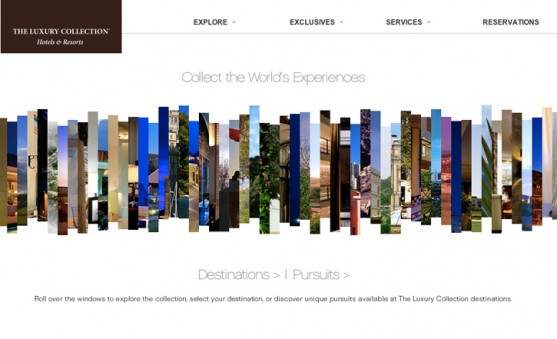 THE LUXURY COLLECTION
Hotels & Resorts
EXPLORE
EXCLUSIVES
SERVICES
RESERVATIONS
Collect the World's Experiences
Destinations > | Pursuits >
Roll over the windows to explore the collection, select your destination, or discover unique pursuits available at The Luxury Collection destinations.